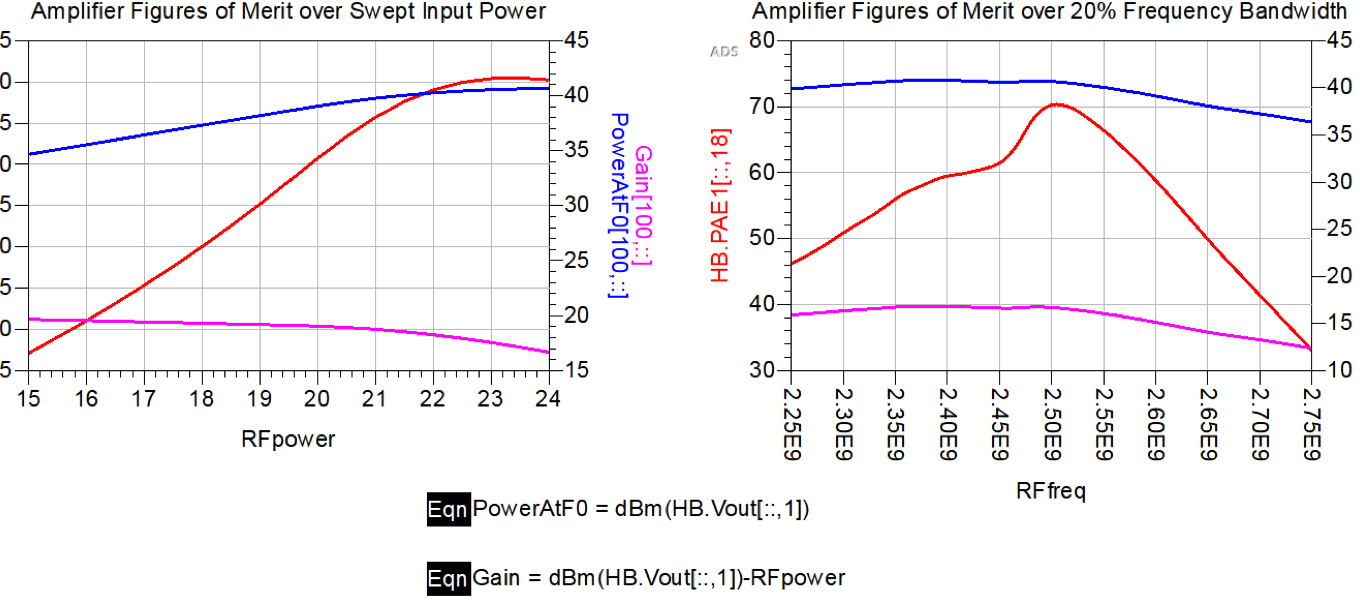 Amplifier Figures of Merit over Swept Input Power
5
0
5
0
5
0
5
0
5
45
40
35
30
25
20
15
15 16 17 18 19 20 21 22 23 24
RFpower
Gain[100,::]
PowerAtF0[100,::]
Amplifier Figures of Merit over 20% Frequency Bandwidth
ADS
HB.PAE1[::,18]
80
70
60
50
40
30
45
40
35
30
25
20
15
10
2.25E9
2.30E9
2.35E9
2.40E9
2.45E9
2.50E9
2.55E9
2.60E9
2.65E9
2.70E9
2.75E9
RFfreq
Eqn PowerAtF0 = dBm(HB.Vout[::,1])
Eqn Gain = dBm(HB.Vout[::,1])-RFpower